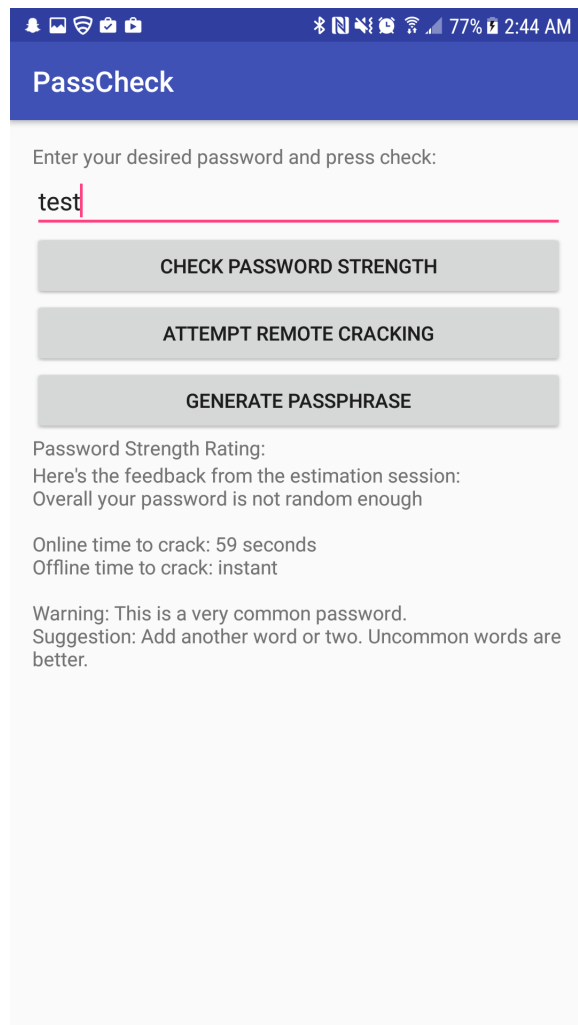 77% 2:44 AM
PassCheck
Enter your desired password and press check:
test
CHECK PASSWORD STRENGTH
ATTEMPT REMOTE CRACKING
GENERATE PASSPHRASE
Password Strength Rating:
Here's the feedback from the estimation session:
Overall your password is not random enough
Online time to crack: 59 seconds
Offline time to crack: instant
Warning: This is a very common password.
Suggestion: Add another word or two. Uncommon words are
better.